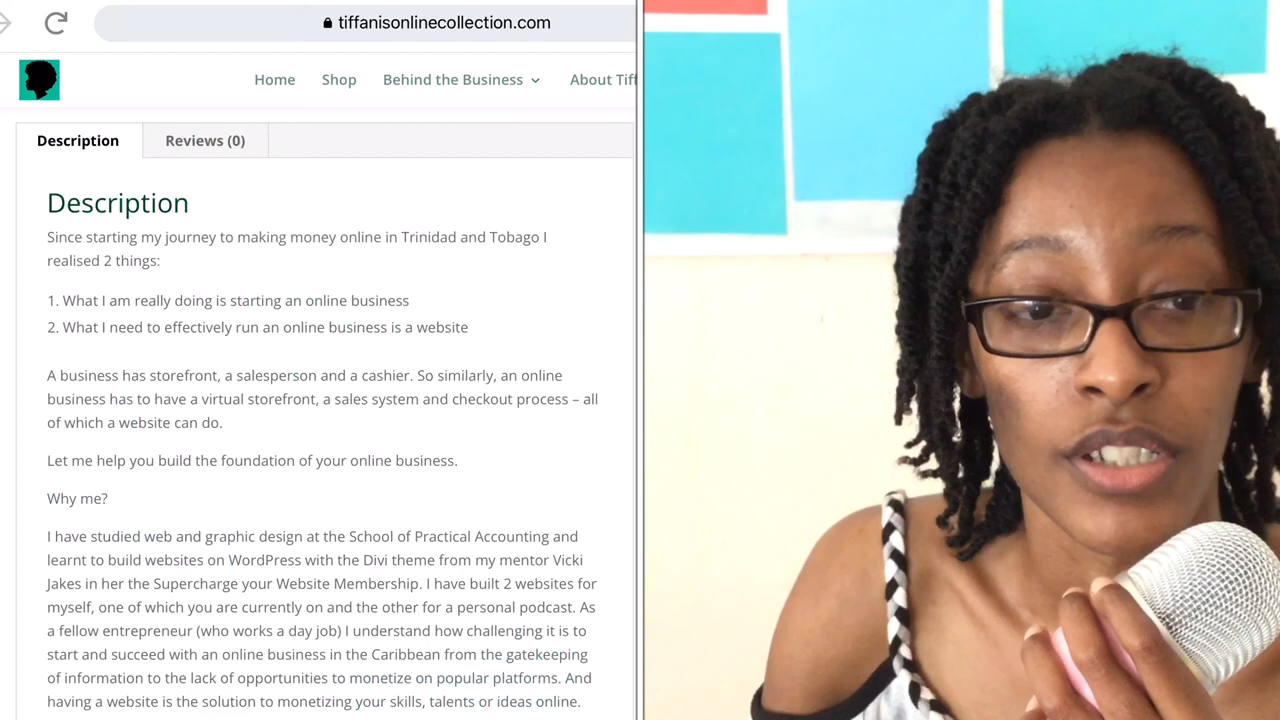 tiffanisonlinecollection.com
Home Shop Behind the Business About Tiff
Description Reviews (0)
Description
Since starting my journey to making money online in Trinidad and Tobago I
realised 2 things:
1. What I am really doing is starting an online business
2. What I need to effectively run an online business is a website
A business has storefront, a salesperson and a cashier. So similarly, an online
business has to have a virtual storefront, a sales system and checkout process – all
of which a website can do.
Let me help you build the foundation of your online business.
Why me?
I have studied web and graphic design at the School of Practical Accounting and
learnt to build websites on WordPress with the Divi theme from my mentor Vicki
Jakes in her the Supercharge your Website Membership. I have built 2 websites for
myself, one of which you are currently on and the other for a personal podcast. As
a fellow entrepreneur (who works a day job) I understand how challenging it is to
start and succeed with an online business in the Caribbean from the gatekeeping
of information to the lack of opportunities to monetize on popular platforms. And
having a website is the solution to monetizing your skills, talents or ideas online.